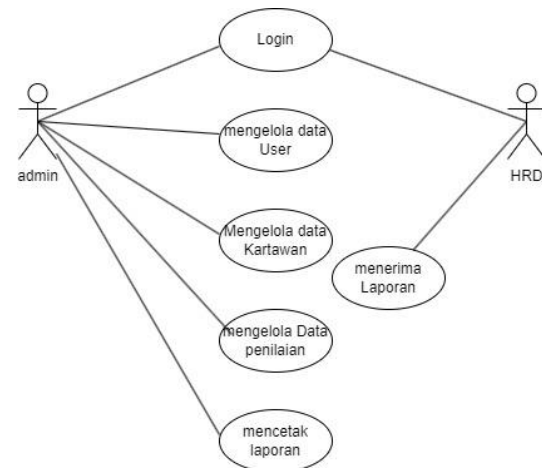 Login
admin
HRD
mengelola data
User
Mengelola data
Kartawan
menerima
Laporan
mengelola Data
penilaian
mencetak
laporan